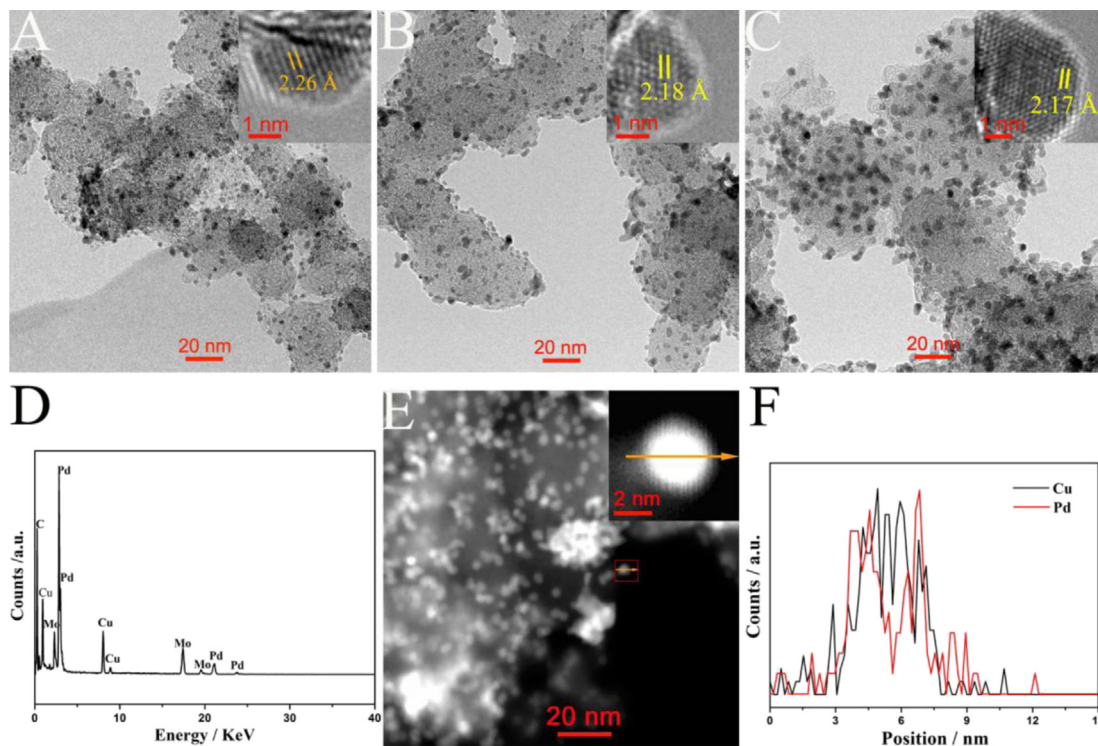 A
2.26 Å
1 nm
20 nm
B
2.18 Å
1 nm
20 nm
C
2.17 Å
1 nm
20 nm
D
Counts /a.u.
C
Cu
Mo
Pd
Pd
Cu
Cu
Mo
Mo
Pd
Pd
0 10 20 30 40
Energy / KeV
E
2 nm
20 nm
F
Counts / a.u.
Cu
Pd
0 3 6 9 12 15
Position / nm